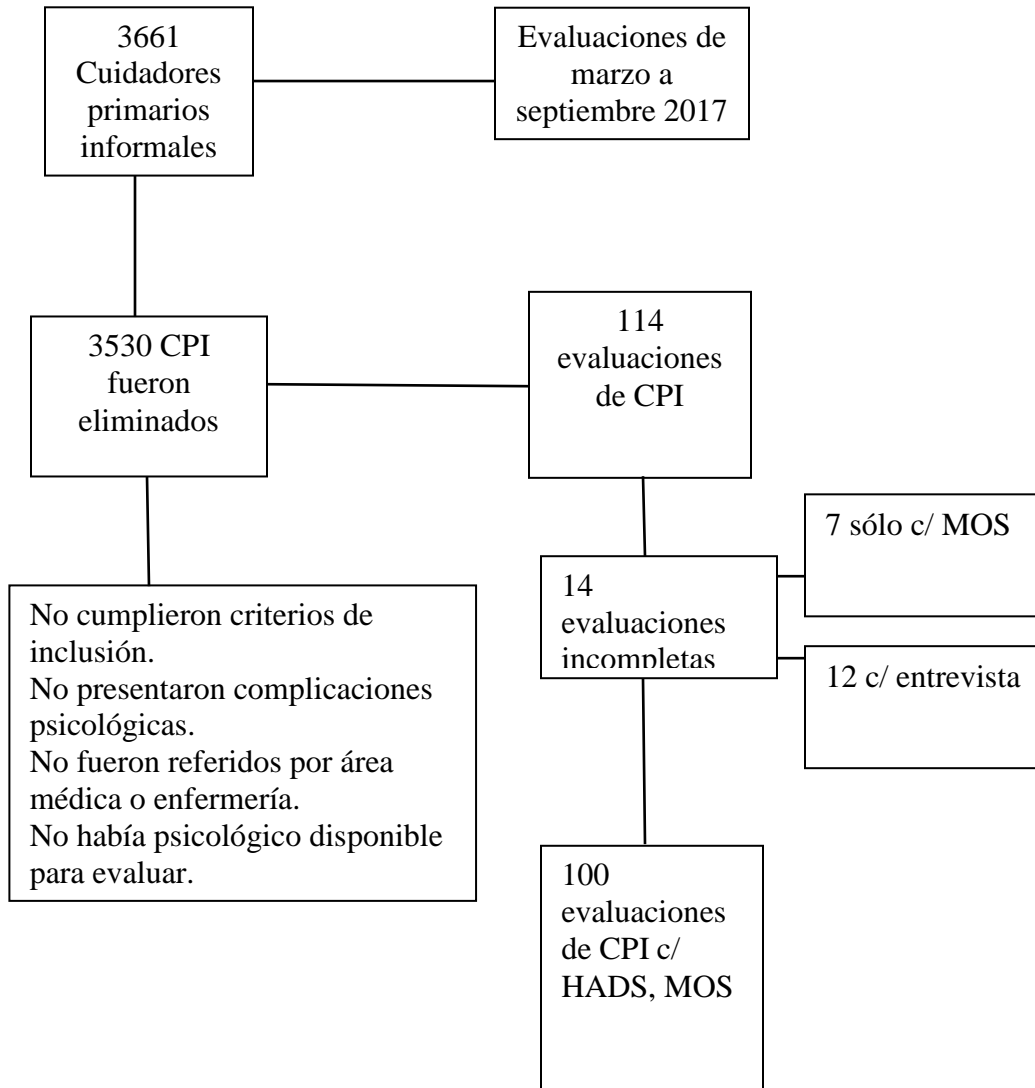 3661
Cuidadores
primarios
informales
Evaluaciones de
marzo a
septiembre 2017
3530 CPI
fueron
eliminados
114
evaluaciones
de CPI
No cumplieron criterios de
inclusión.
No presentaron complicaciones
psicológicas.
No fueron referidos por área
médica o enfermería.
No había psicológico disponible
para evaluar.
14
evaluaciones
incompletas
7 sólo c/ MOS
12 c/ entrevista
100
evaluaciones
de CPI c/
HADS, MOS